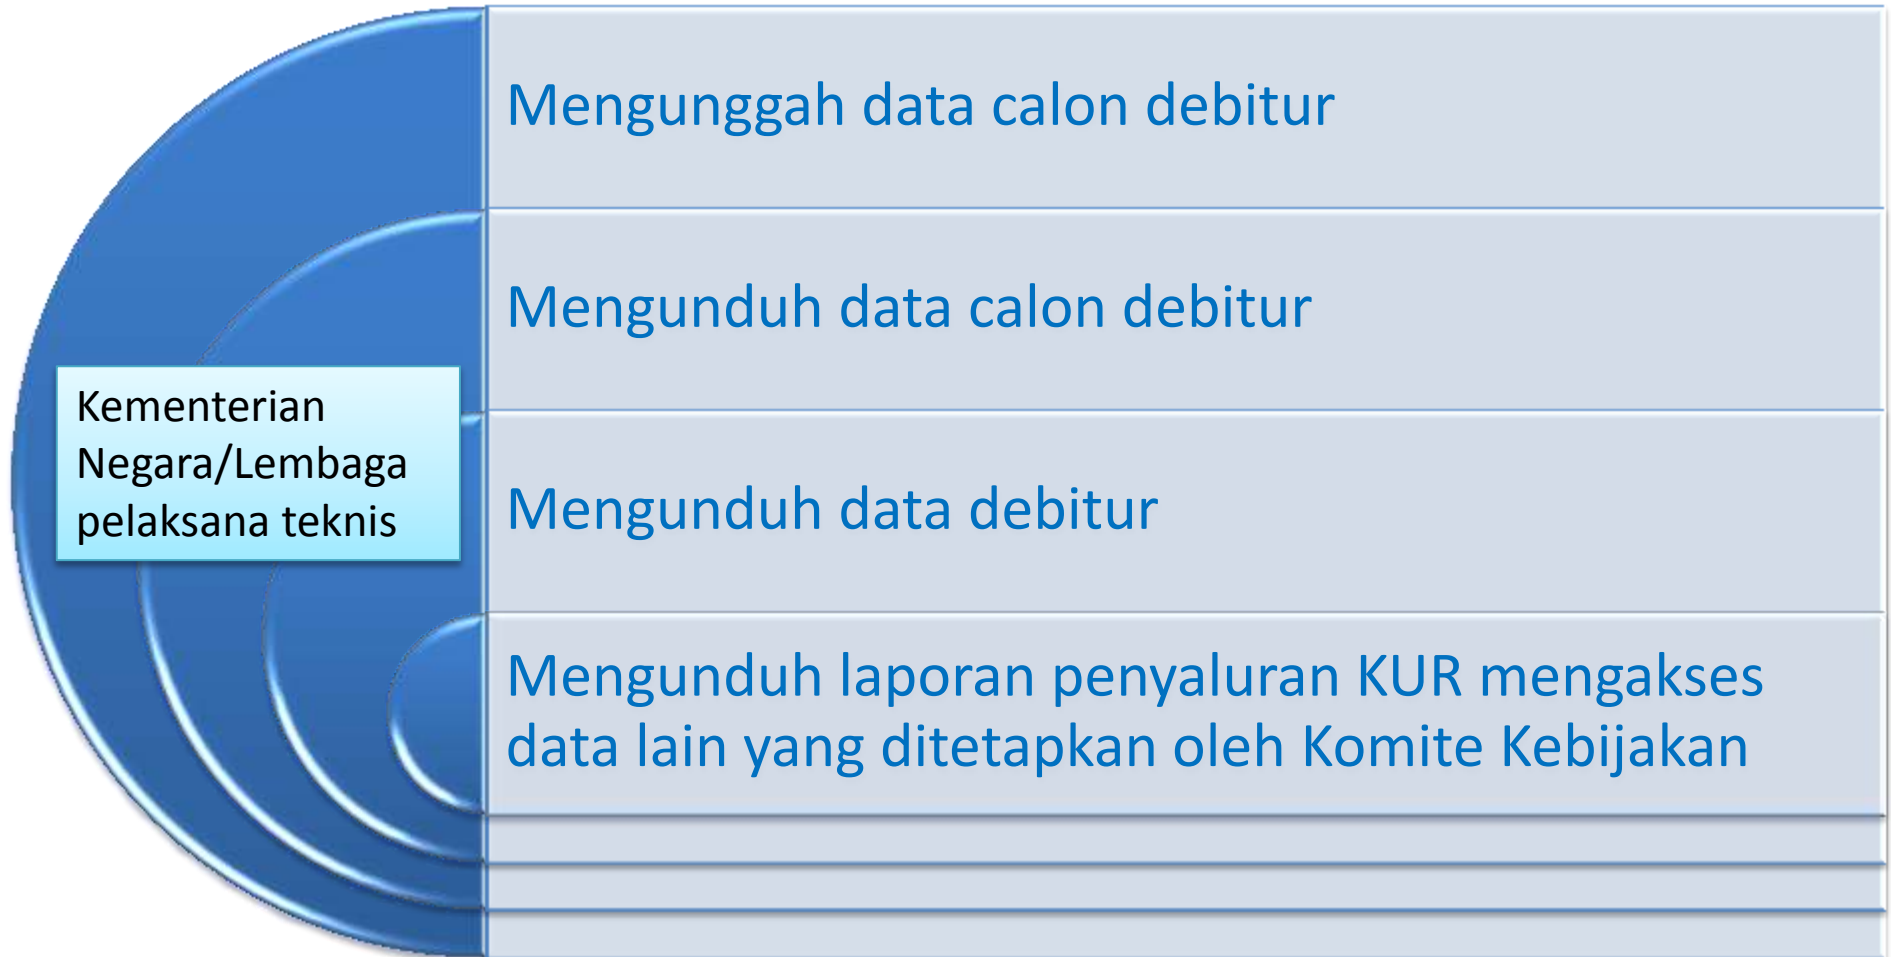 Mengunggah data calon debitur
Mengunduh data calon debitur
Kementerian
Negara/Lembaga
pelaksana teknis
Mengunduh data debitur
Mengunduh laporan penyaluran KUR mengakses
data lain yang ditetapkan oleh Komite Kebijakan